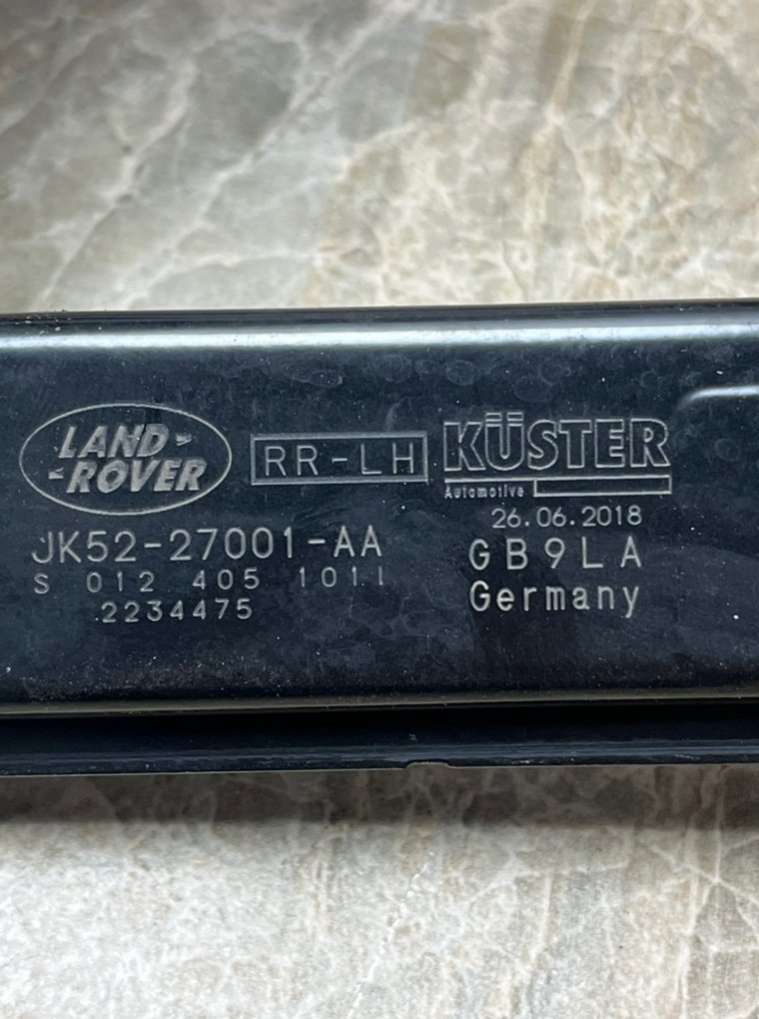 LAND-
-ROVER
RR-LH
KÜSTER
Automotive
26.06.2018
JK52-27001-AA
GB9LA
S 012 405 1011
Germany
2234475